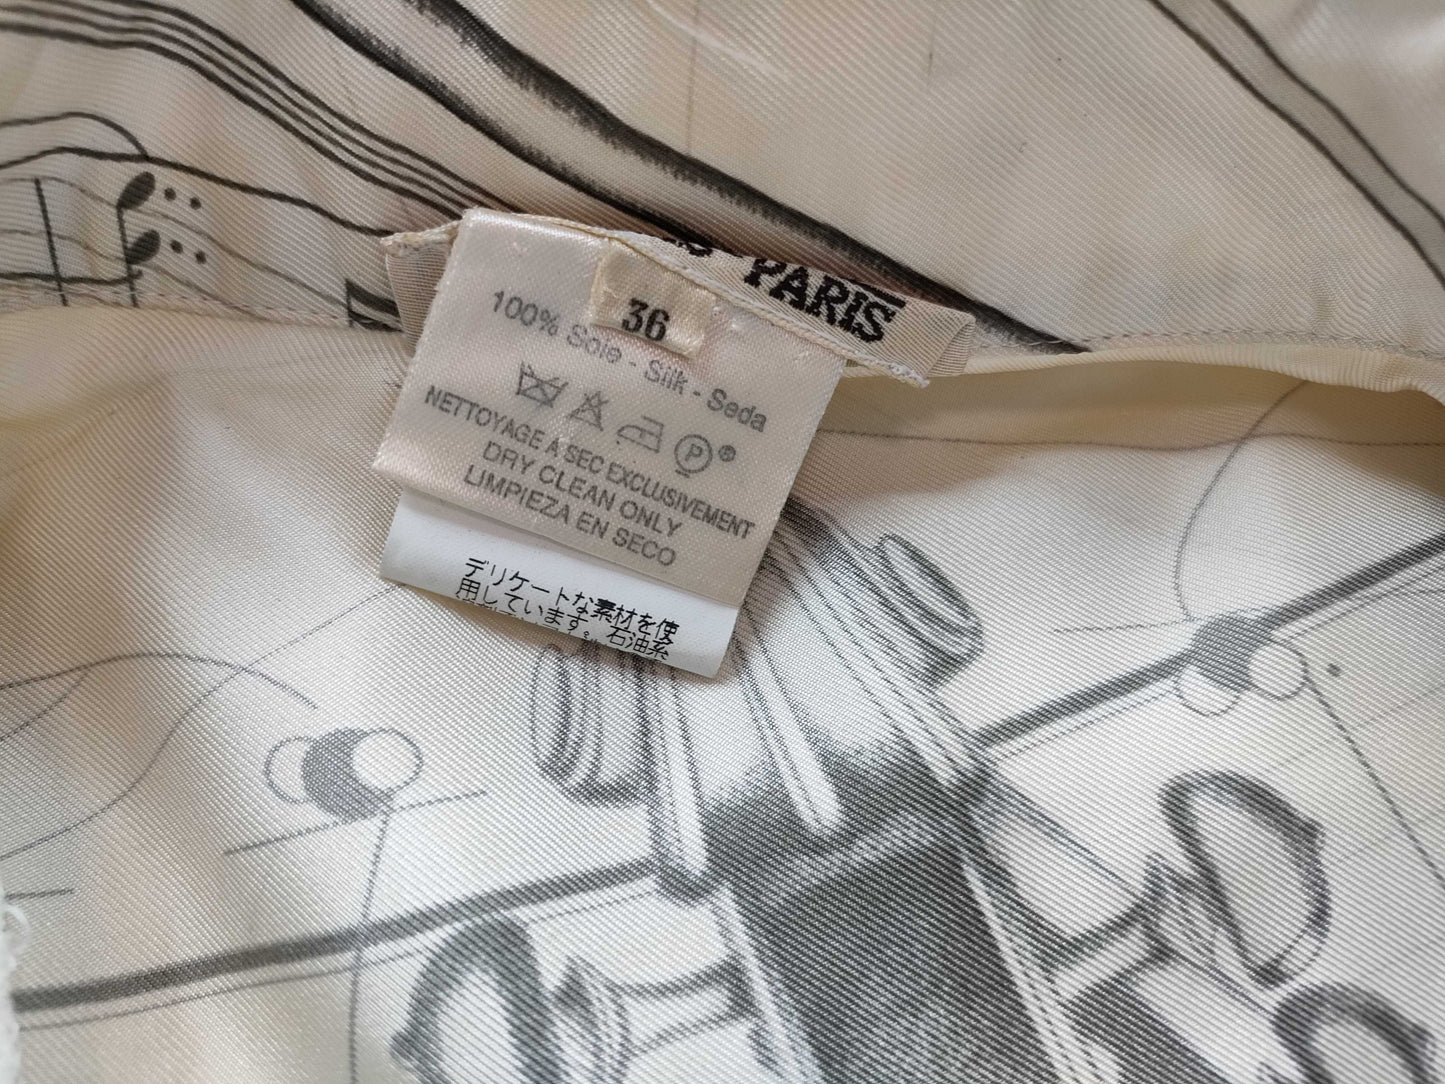 PARIS
36
100% Soie - Silk - Seda
P ®
NETTOYAGE A SEC EXCLUSIVEMENT
DRY CLEAN ONLY
LIMPIEZA EN SECO
デリケートな素材を使
用しています。石油系